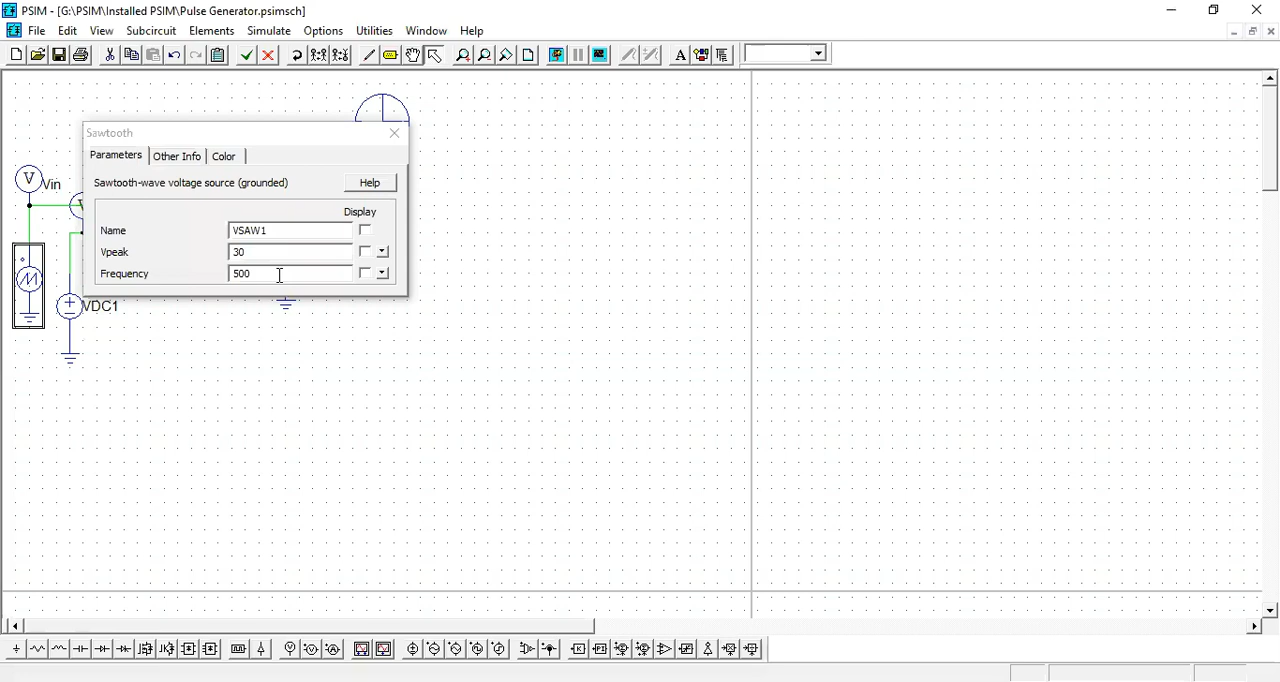 PSIM - [G:\PSIM\Installed PSIM\Pulse Generator.psimsch]
File Edit View Subcircuit Elements Simulate Options Utilities Window Help
Sawtooth
Parameters Other Info Color
Sawtooth-wave voltage source (grounded) Help
Display
Name VSAW1
Vpeak 30
Frequency 500
V Vin
VDC1